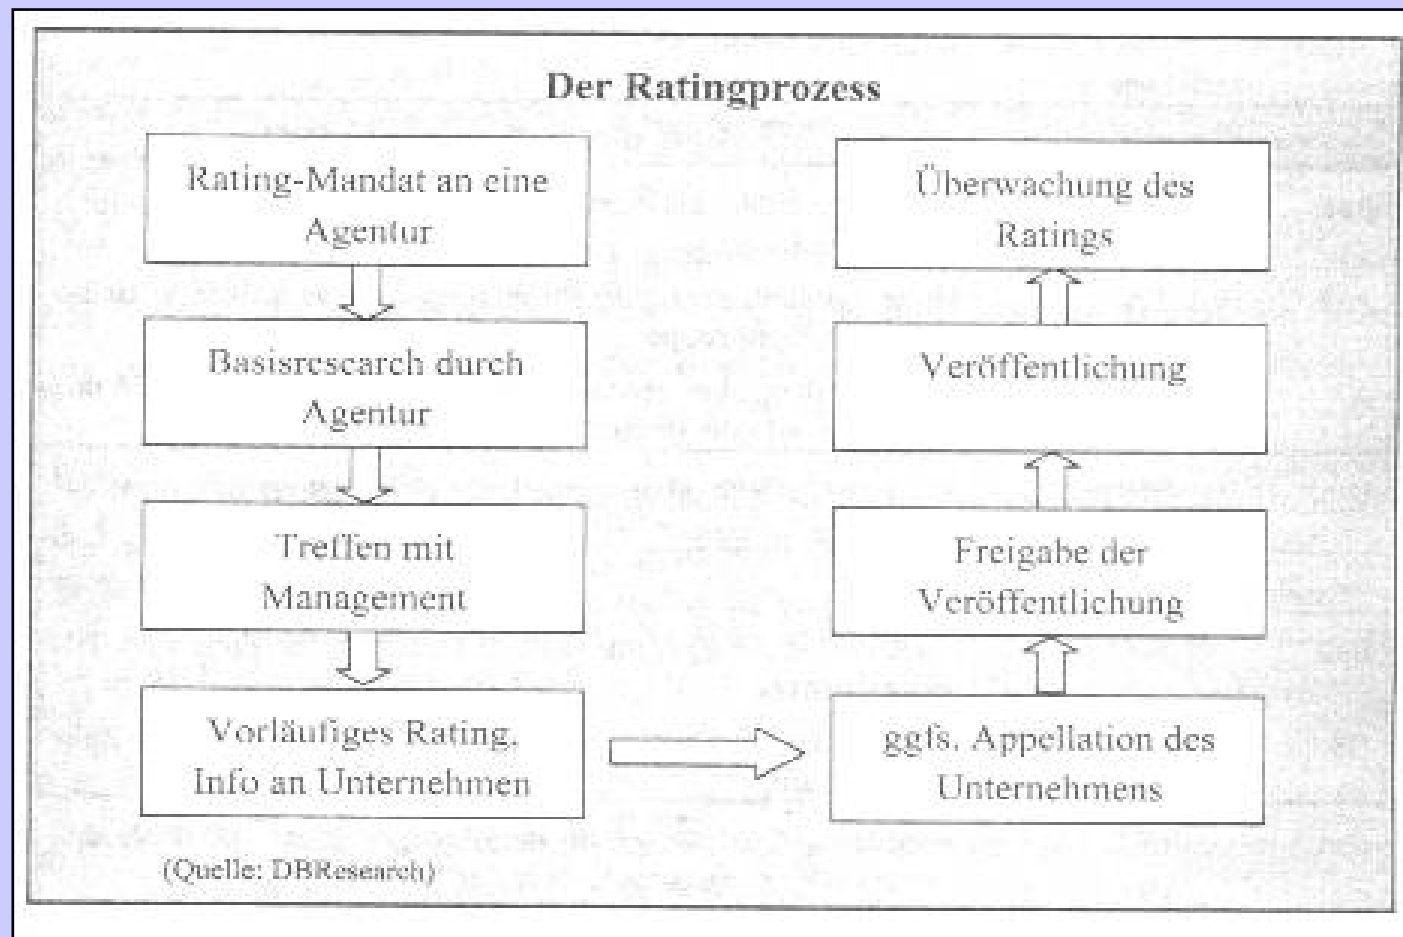 Der Ratingprozess
Rating-Mandat an eine
Agentur
Basisresearch durch
Agentur
Treffen mit
Management
Vorläufiges Rating,
Info an Unternehmen
ggfs. Appellation des
Unternehmens
Freigabe der
Veröffentlichung
Veröffentlichung
Überwachung des
Ratings
(Quelle: DBResearch)